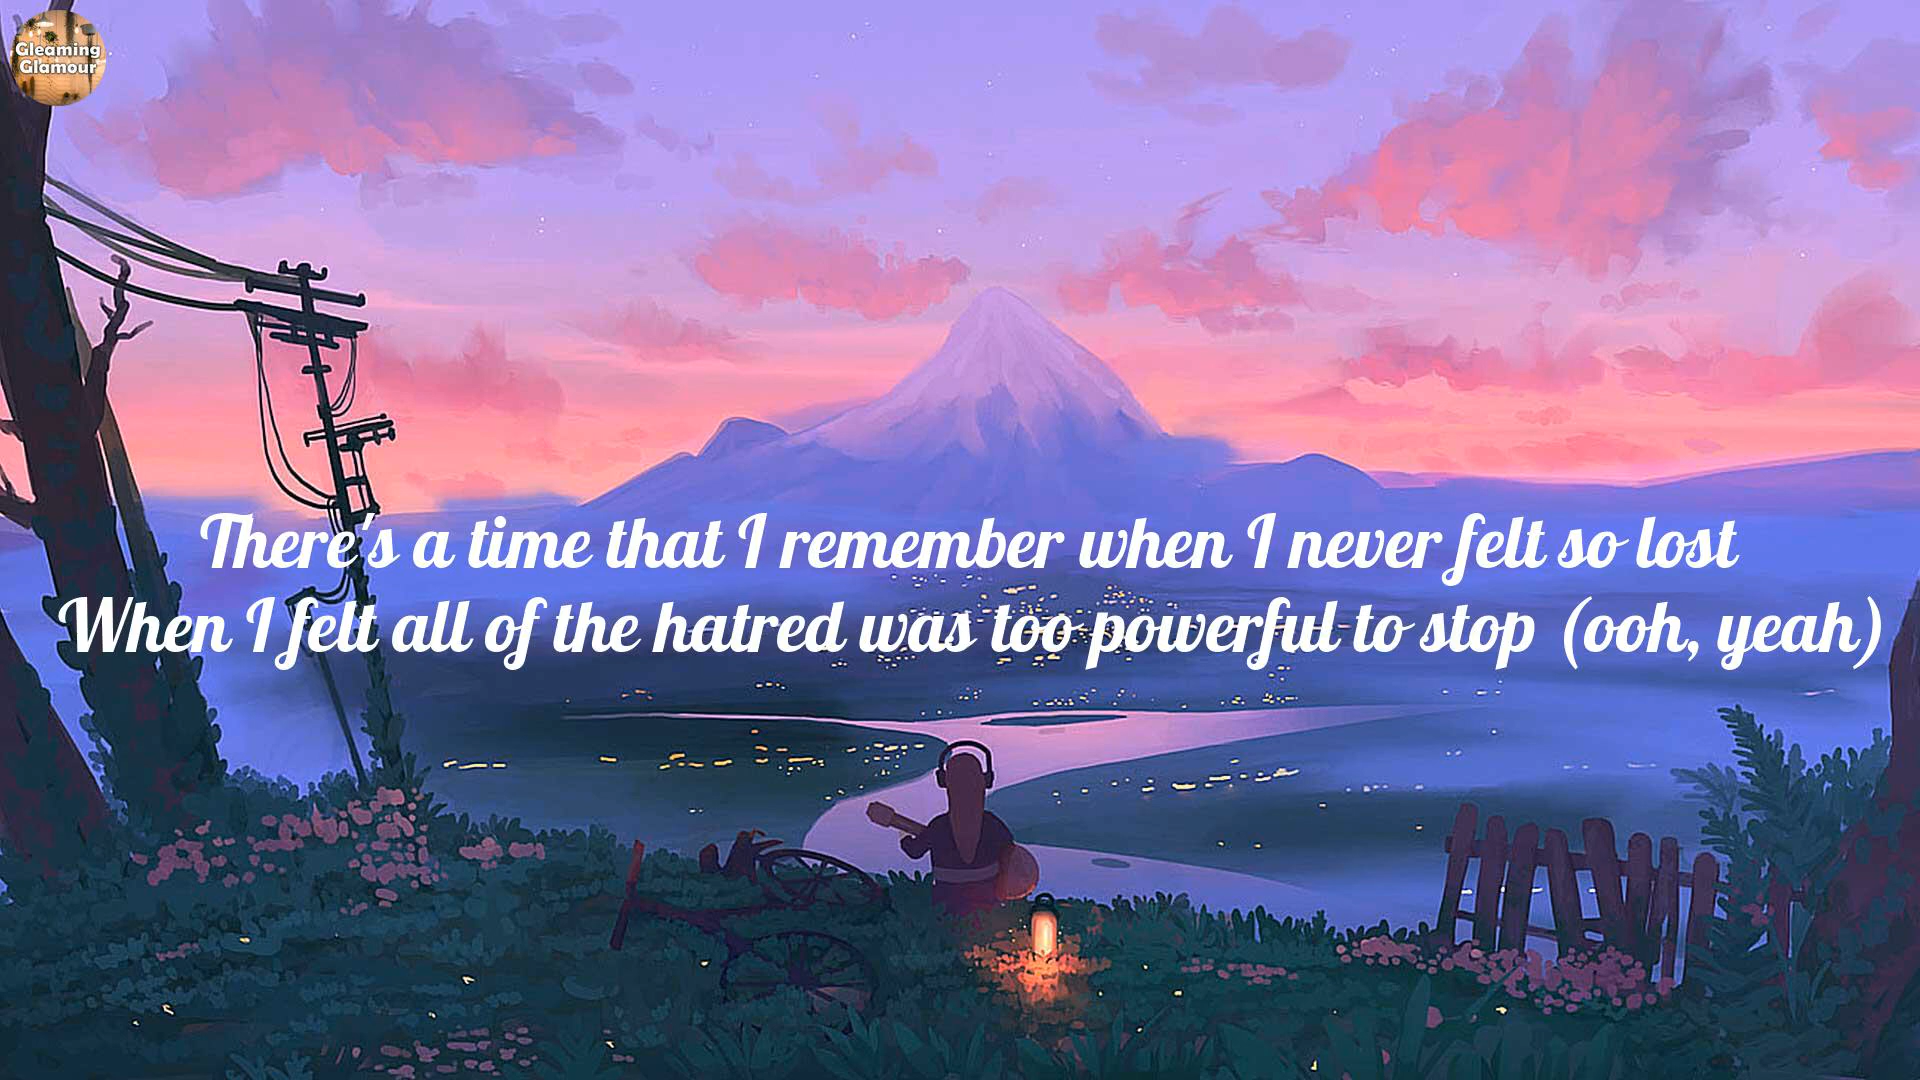 Gleaming
Glamour
There's a time that I remember when I never felt so lost
When I felt all of the hatred was too powerful to stop (ooh, yeah)